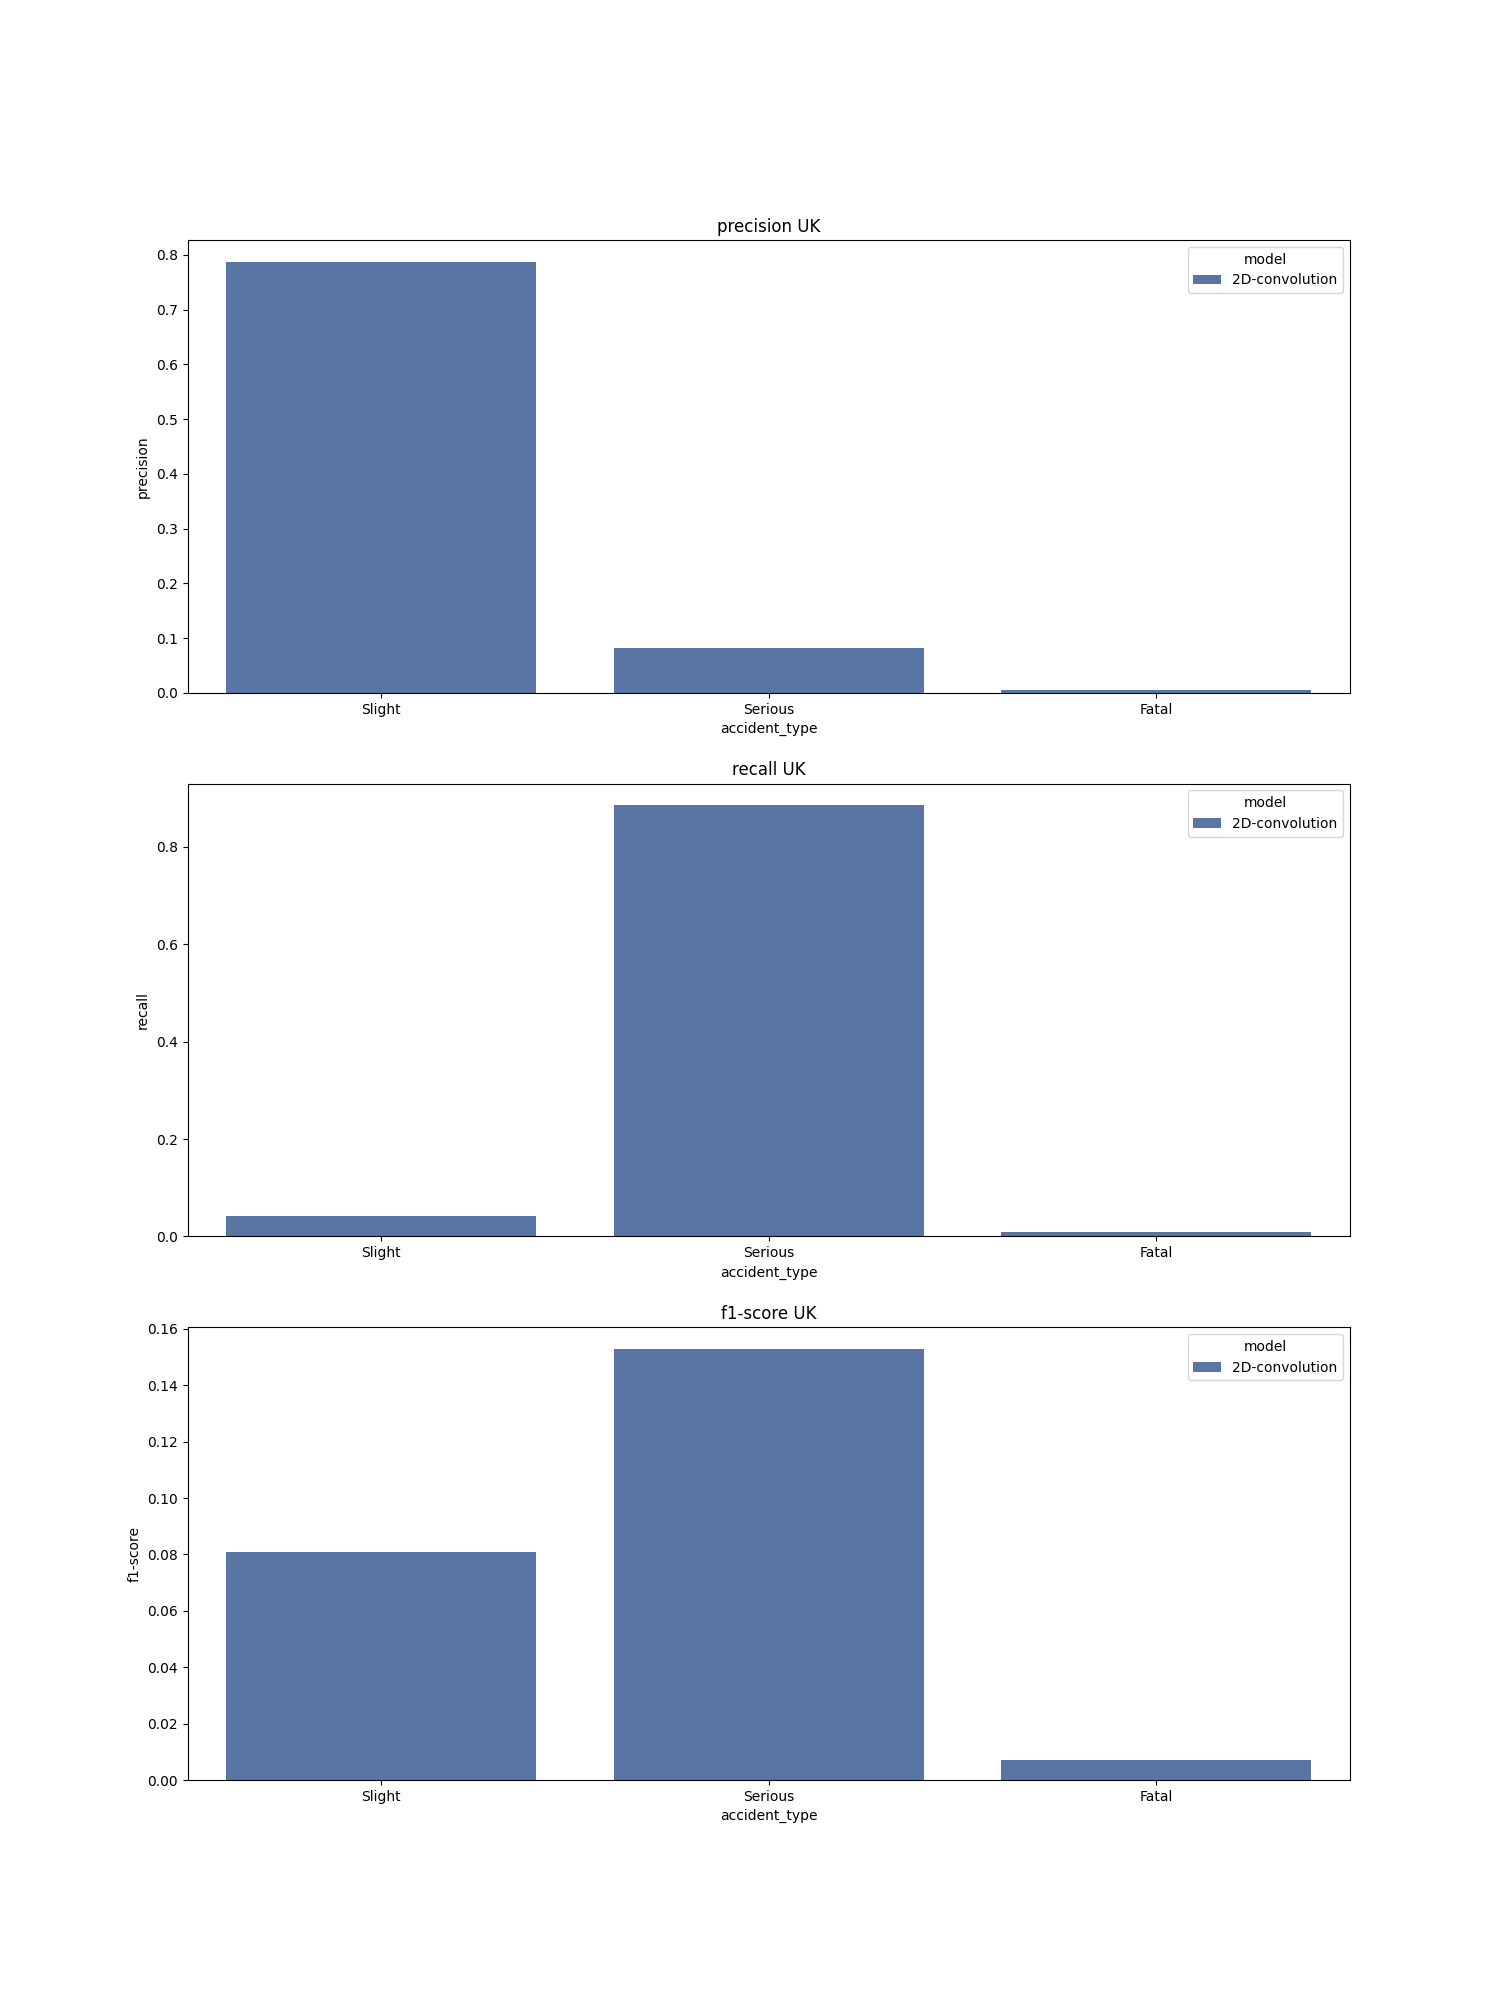 precision UK
model
2D-convolution
0.8
0.7
0.6
0.5
0.4
0.3
0.2
0.1
0.0
precision
Slight Serious Fatal
accident_type
recall UK
model
2D-convolution
0.8
0.6
0.4
0.2
0.0
recall
Slight Serious Fatal
accident_type
f1-score UK
model
2D-convolution
0.16
0.14
0.12
0.10
0.08
0.06
0.04
0.02
0.00
f1-score
Slight Serious Fatal
accident_type